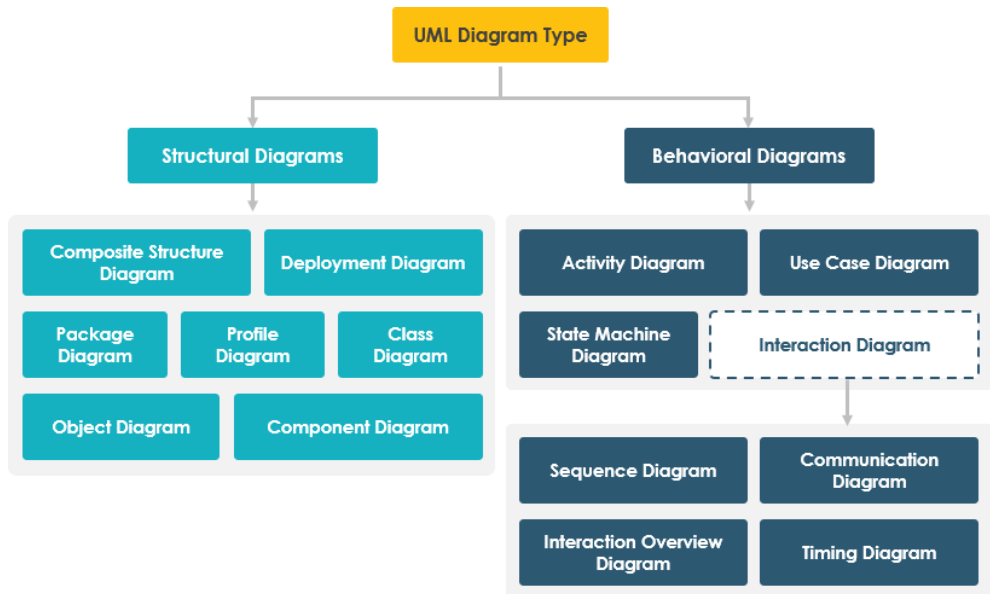 UML Diagram Type
Structural Diagrams
Behavioral Diagrams
Composite Structure
Diagram
Deployment Diagram
Package
Diagram
Profile
Diagram
Class
Diagram
Object Diagram
Component Diagram
Activity Diagram
Use Case Diagram
State Machine
Diagram
Interaction Diagram
Sequence Diagram
Communication
Diagram
Interaction Overview
Diagram
Timing Diagram